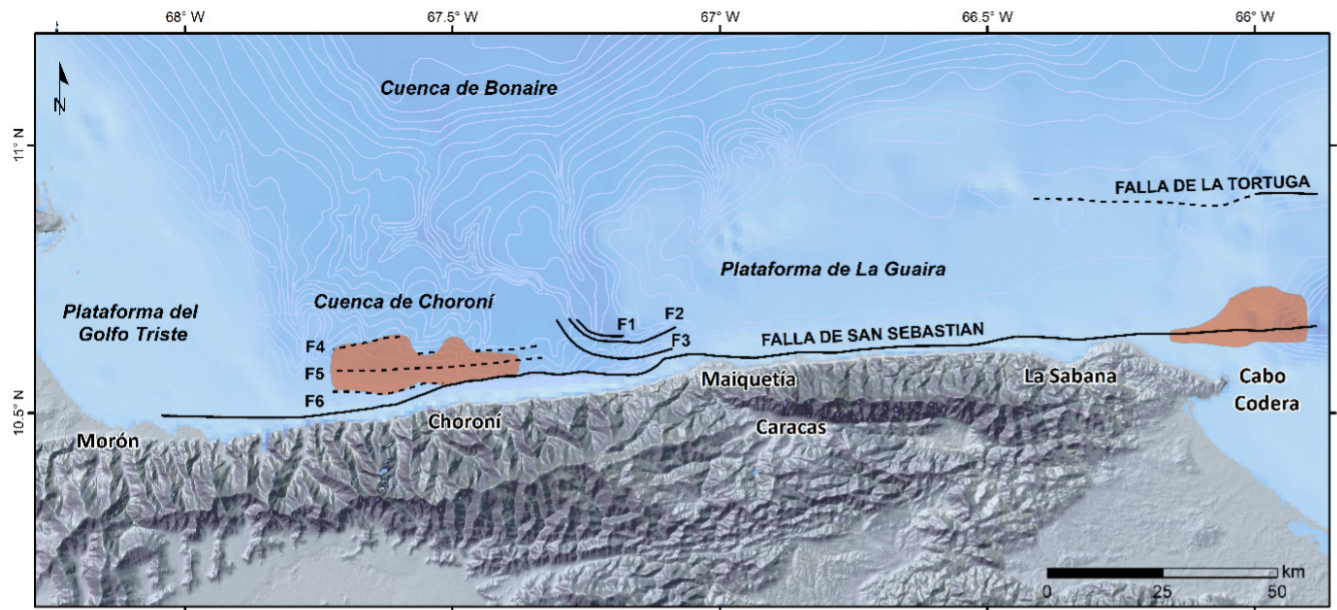 68° W
67.5° W
67° W
66.5° W
66° W
Cuenca de Bonaire
N
11° N
FALLA DE LA TORTUGA
Plataforma de La Guaira
Plataforma del
Golfo Triste
Cuenca de Choroní
F1
F2
F3
FALLA DE SAN SEBASTIAN
F4
F5
F6
Maiquetía
La Sabana
Cabo
Codera
10.5° N
Morón
Choroní
Caracas
km
0
25
50